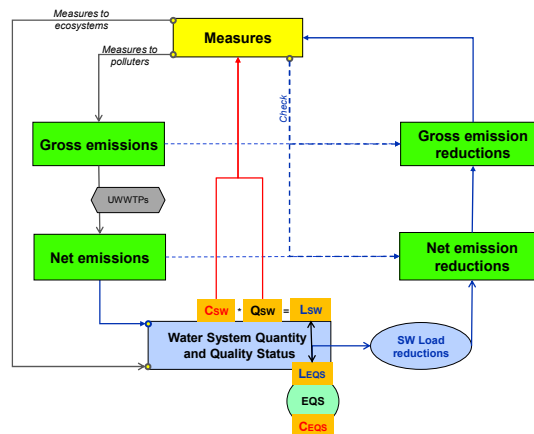 Measures to
ecosystems
Measures
Measures to
polluters
Check
Gross emissions
Gross emission
reductions
UWWTPs
Net emissions
Net emission
reductions
CSW * QSW = LSW
Water System Quantity
and Quality Status
SW Load
reductions
LEQS
EQS
CEQS